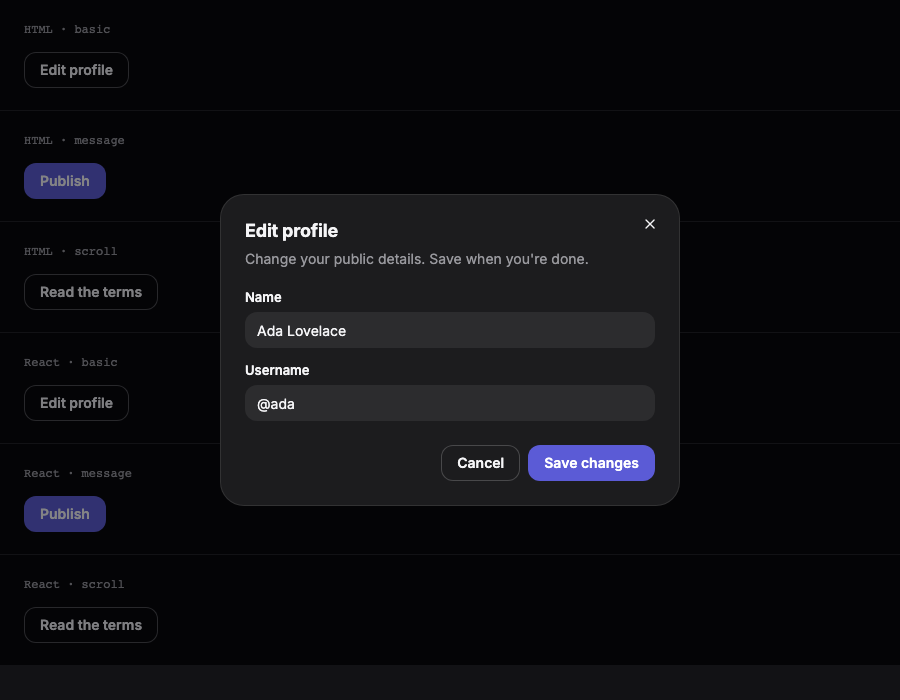 HTML · basic
Edit profile
HTML · message
Publish
HTML · scroll
Read the terms
React · basic
Edit profile
React · message
Publish
React · scroll
Read the terms
Edit profile
Change your public details. Save when you're done.
Name
Ada Lovelace
Username
@ada
Cancel
Save changes